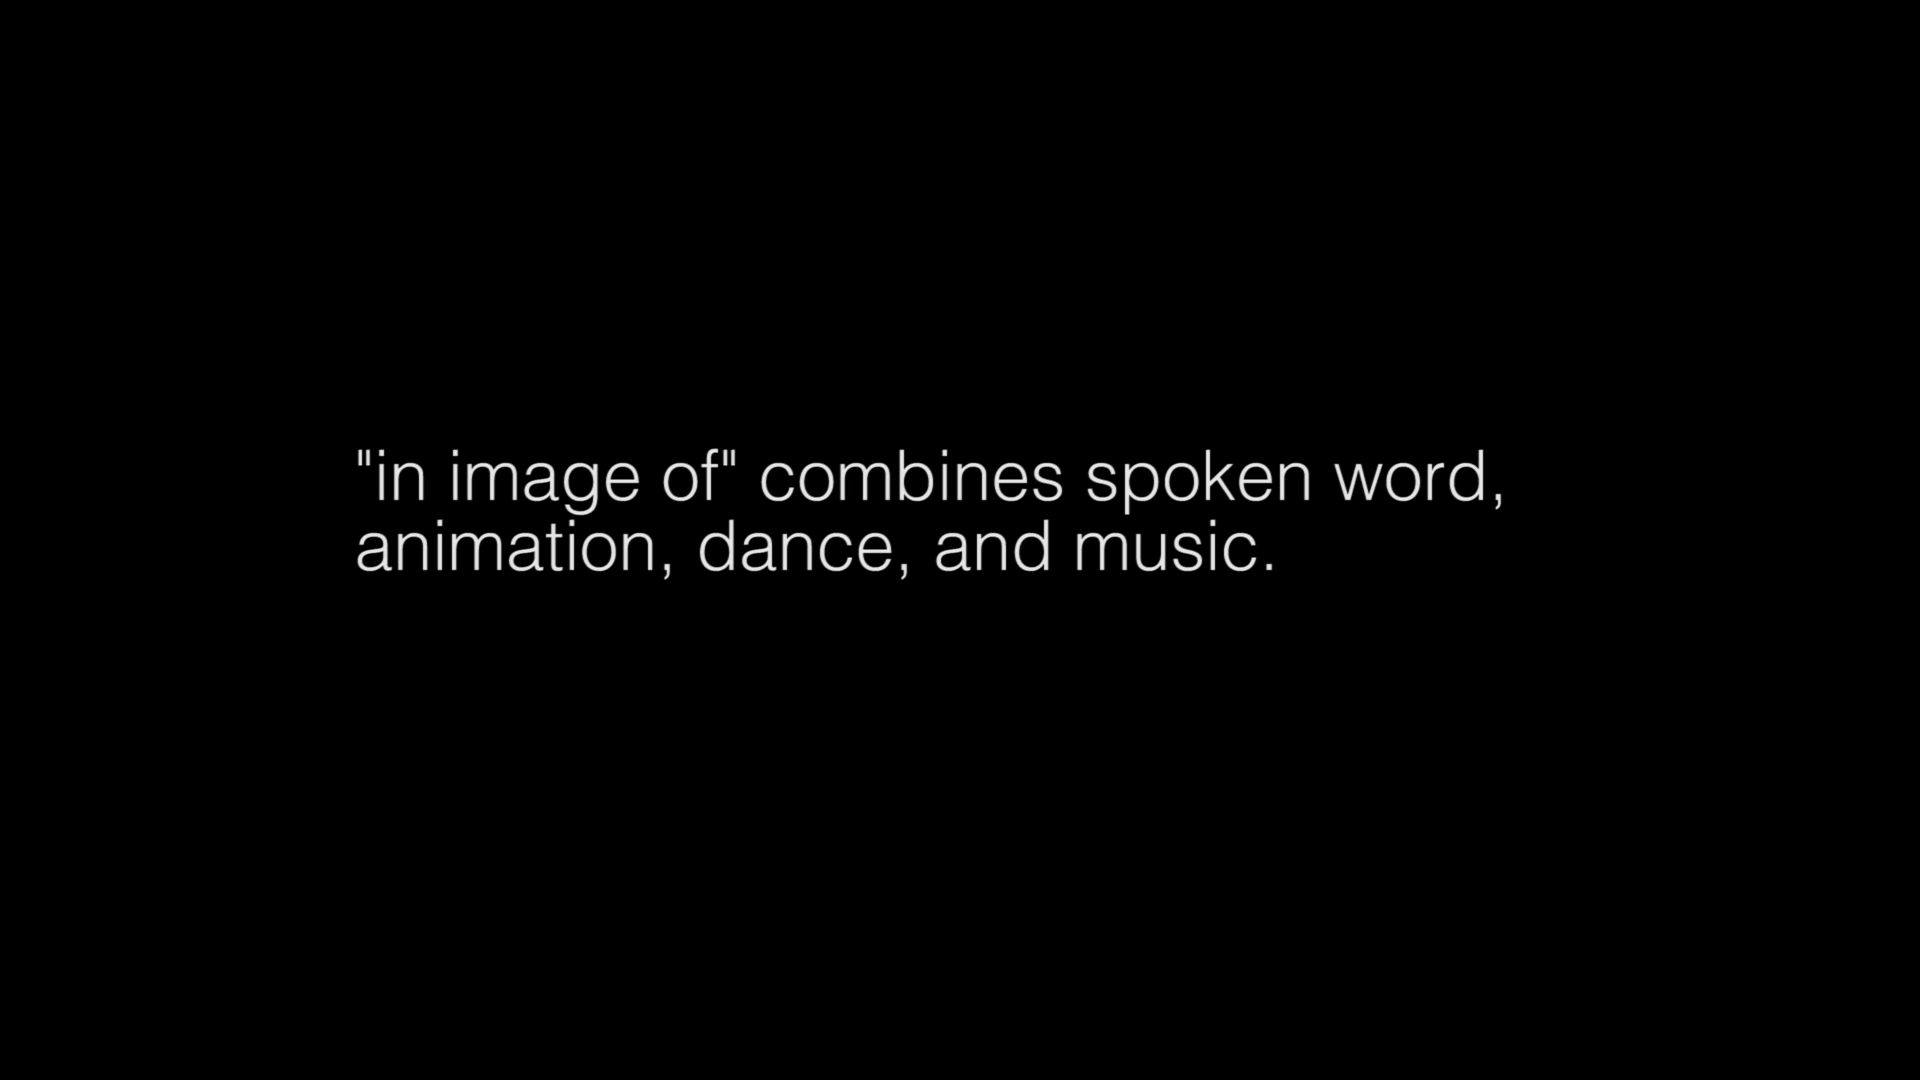 "in image of" combines spoken word,
animation, dance, and music.